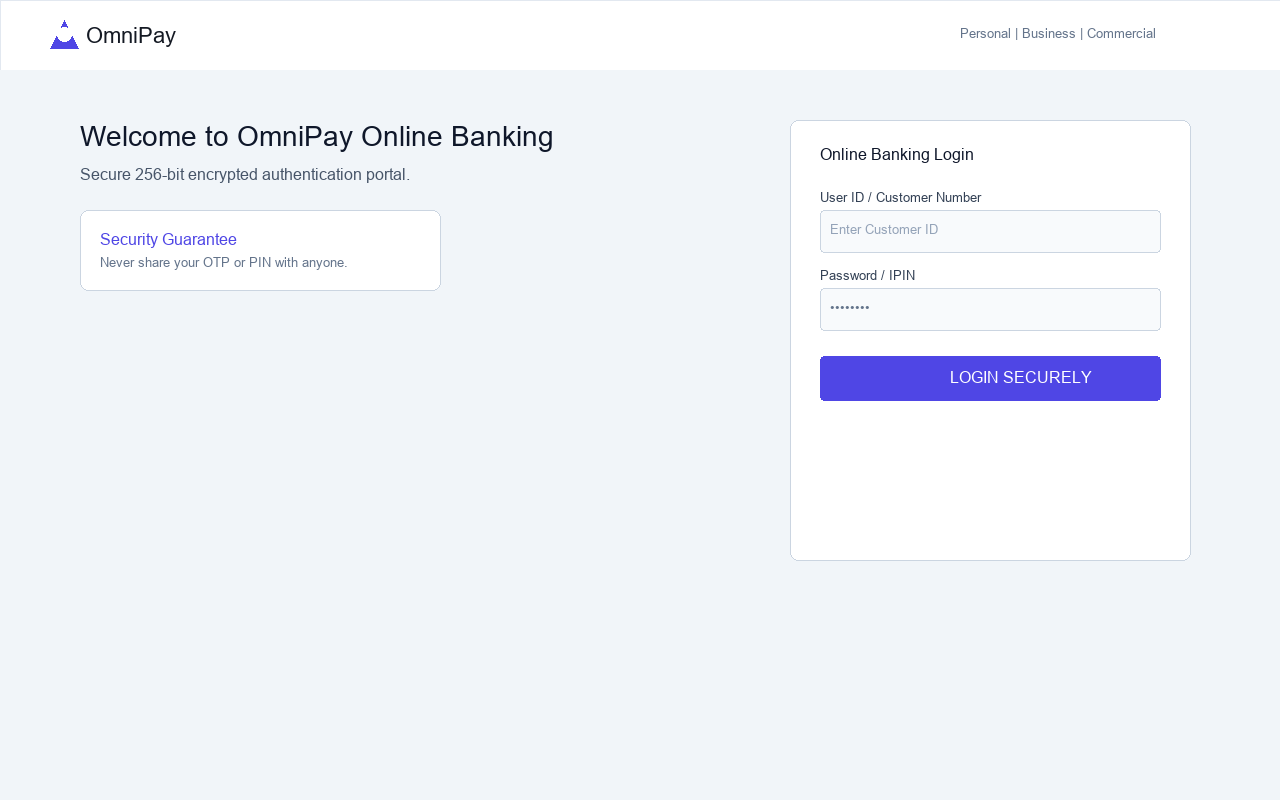 OmniPay
Personal | Business | Commercial
Welcome to OmniPay Online Banking
Secure 256-bit encrypted authentication portal.
Security Guarantee
Never share your OTP or PIN with anyone.
Online Banking Login
User ID / Customer Number
Enter Customer ID
Password / IPIN
••••••••
LOGIN SECURELY